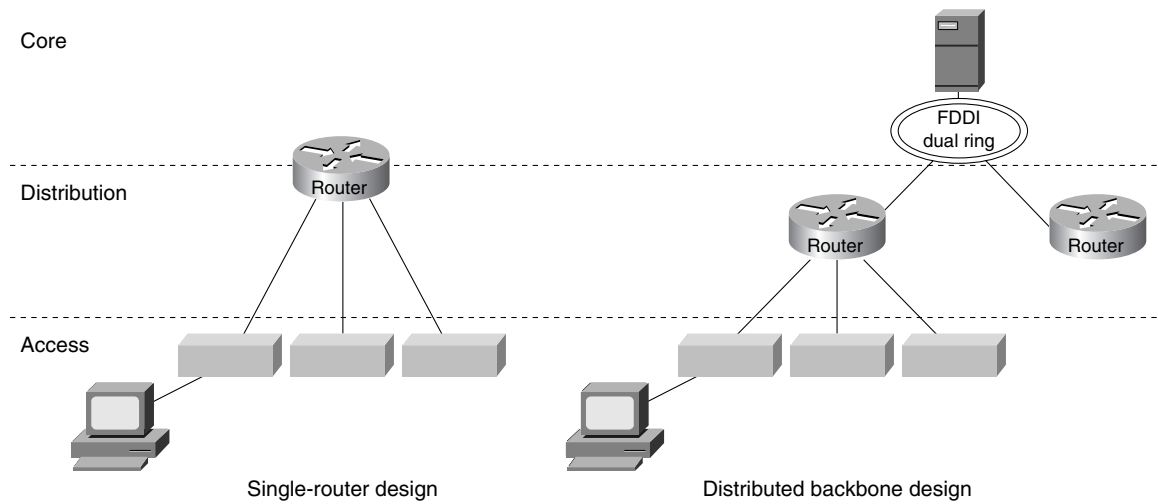 Core
FDDI
dual ring
Router
Distribution
Router
Router
Access
Single-router design
Distributed backbone design